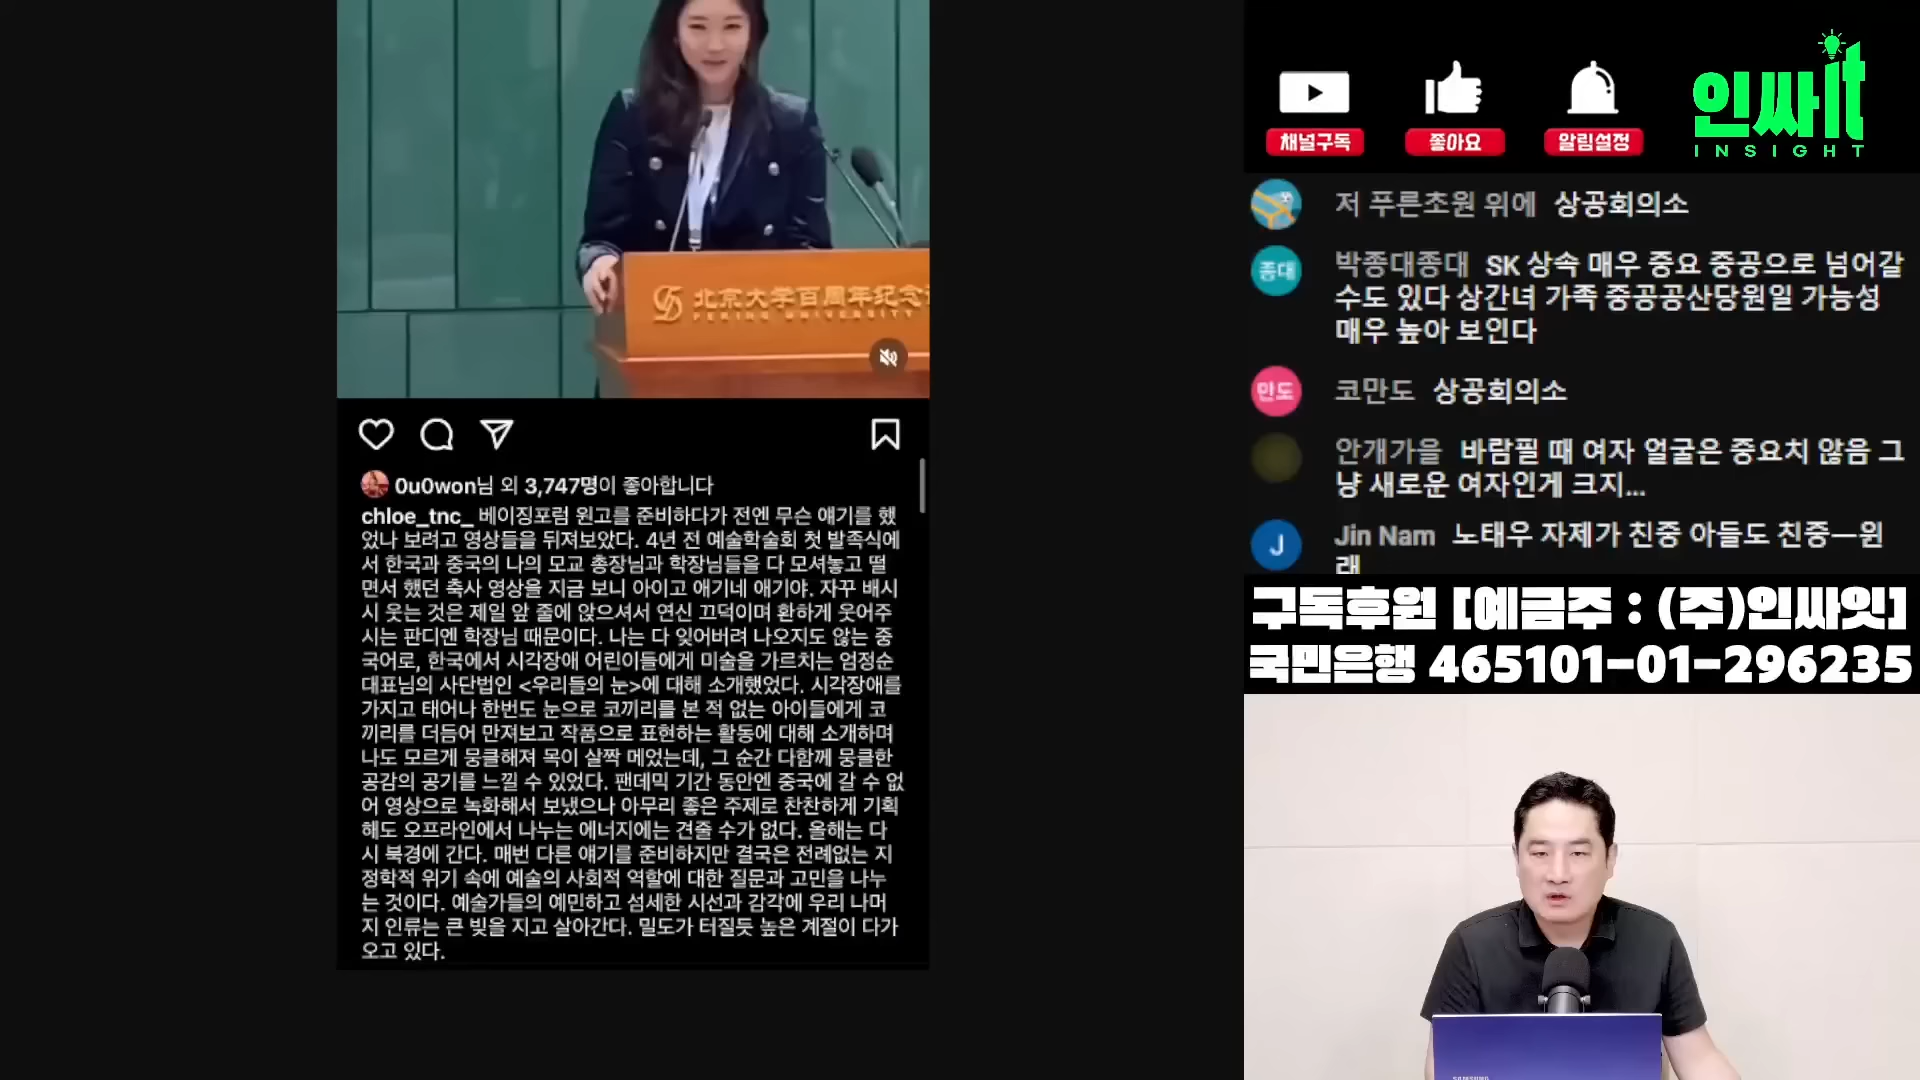 北京大学百周年纪念
PEKING UNIVERSITY
0u0won님 외 3,747명이 좋아합니다
chloe_tnc_ 베이징포럼 원고를 준비하다가 전엔 무슨 얘기를 했
었나 보려고 영상들을 뒤져보았다. 4년 전 예술학술회 첫 발족식에
서 한국과 중국의 나의 모교 총장님과 학장님들을 다 모셔놓고 떨
면서 했던 축사 영상을 지금 보니 아이고 애기네 애기야. 자꾸 배시
시 웃는 것은 제일 앞 줄에 앉으셔서 연신 끄덕이며 환하게 웃어주
시는 판디엔 학장님 때문이다. 나는 다 잊어버려 나오지도 않는 중
국어로, 한국에서 시각장애 어린이들에게 미술을 가르치는 엄정순
대표님의 사단법인 <우리들의 눈>에 대해 소개했었다. 시각장애를
가지고 태어나 한번도 눈으로 코끼리를 본 적 없는 아이들에게 코
끼리를 더듬어 만져보고 작품으로 표현하는 활동에 대해 소개하며
나도 모르게 뭉클해져 목이 살짝 메었는데, 그 순간 다함께 뭉클한
공감의 공기를 느낄 수 있었다. 팬데믹 기간 동안엔 중국에 갈 수 없
어 영상으로 녹화해서 보냈으나 아무리 좋은 주제로 찬찬하게 기획
해도 오프라인에서 나누는 에너지에는 견줄 수가 없다. 올해는 다
시 북경에 간다. 매번 다른 얘기를 준비하지만 결국은 전례없는 지
정학적 위기 속에 예술의 사회적 역할에 대한 질문과 고민을 나누
는 것이다. 예술가들의 예민하고 섬세한 시선과 감각에 우리 나머
지 인류는 큰 빚을 지고 살아간다. 밀도가 터질듯 높은 계절이 다가
오고 있다.
채널구독 좋아요 알림설정
인싸it
INSIGHT
저 푸른초원 위에 상공회의소
종대
박종대종대 SK 상속 매우 중요 중공으로 넘어갈
수도 있다 상간녀 가족 중공공산당원일 가능성
매우 높아 보인다
만도
코만도 상공회의소
안개가을 바람필 때 여자 얼굴은 중요치 않음 그
냥 새로운 여자인게 크지...
J
Jin Nam 노태우 자제가 친중 아들도 친중ㅡ윈
래
구독후원 [예금주 : (주)인싸잇]
국민은행 465101-01-296235
SAMSUNG